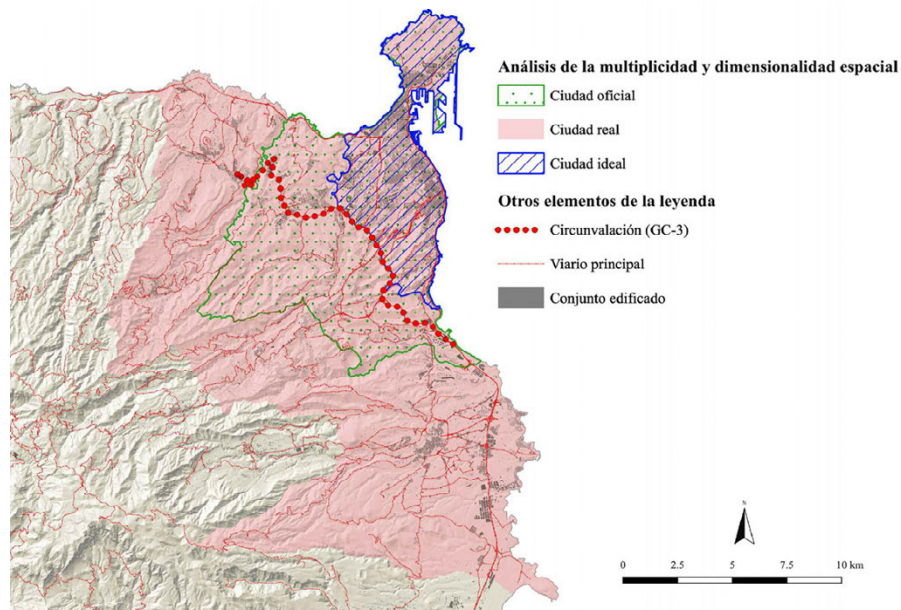 Análisis de la multiplicidad y dimensionalidad espacial
Ciudad oficial
Ciudad real
Ciudad ideal
Otros elementos de la leyenda
Circunvalación (GC-3)
Viario principal
Conjunto edificado
N
0 2.5 5 7.5 10 km